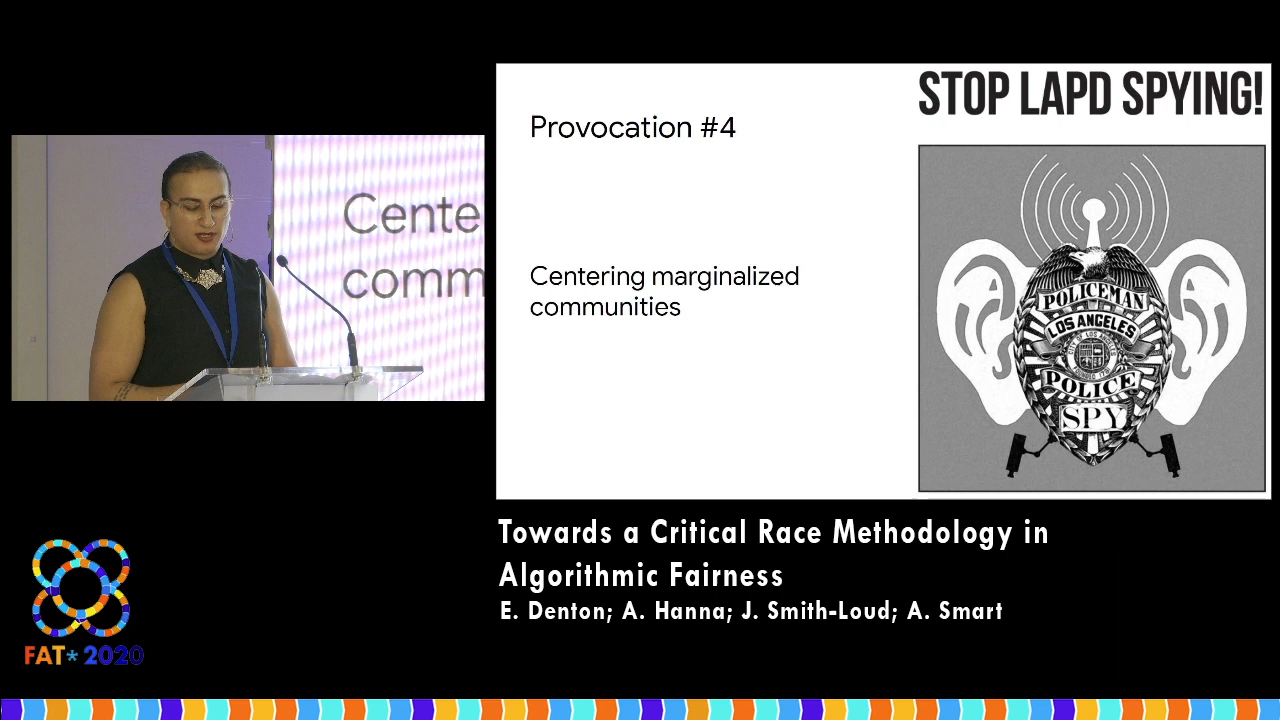 Cente
comm
Provocation #4
Centering marginalized
communities
STOP LAPD SPYING!
POLICEMAN
LOS ANGELES
POLICE
SPY
Towards a Critical Race Methodology in
Algorithmic Fairness
E. Denton; A. Hanna; J. Smith-Loud; A. Smart
FAT* 2020